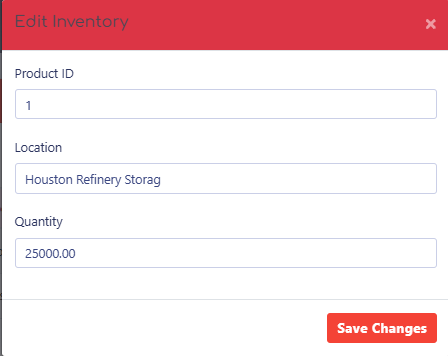 Edit Inventory
×
Product ID
1
Location
Houston Refinery Storag
Quantity
25000.00
Save Changes